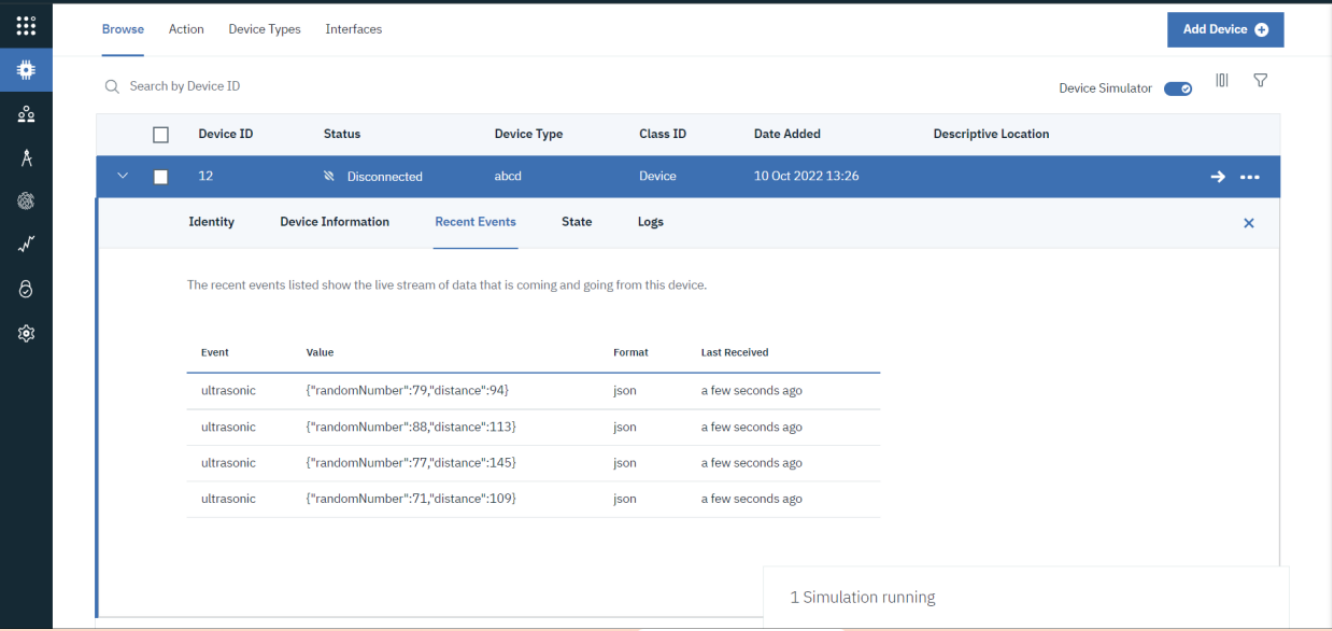 Browse Action Device Types Interfaces Add Device
Search by Device ID Device Simulator
Device ID Status Device Type Class ID Date Added Descriptive Location
12 Disconnected abcd Device 10 Oct 2022 13:26
Identity Device Information Recent Events State Logs
The recent events listed show the live stream of data that is coming and going from this device.
Event Value Format Last Received
ultrasonic {"randomNumber":79,"distance":94} json a few seconds ago
ultrasonic {"randomNumber":88,"distance":113} json a few seconds ago
ultrasonic {"randomNumber":77,"distance":145} json a few seconds ago
ultrasonic {"randomNumber":71,"distance":109} json a few seconds ago
1 Simulation running